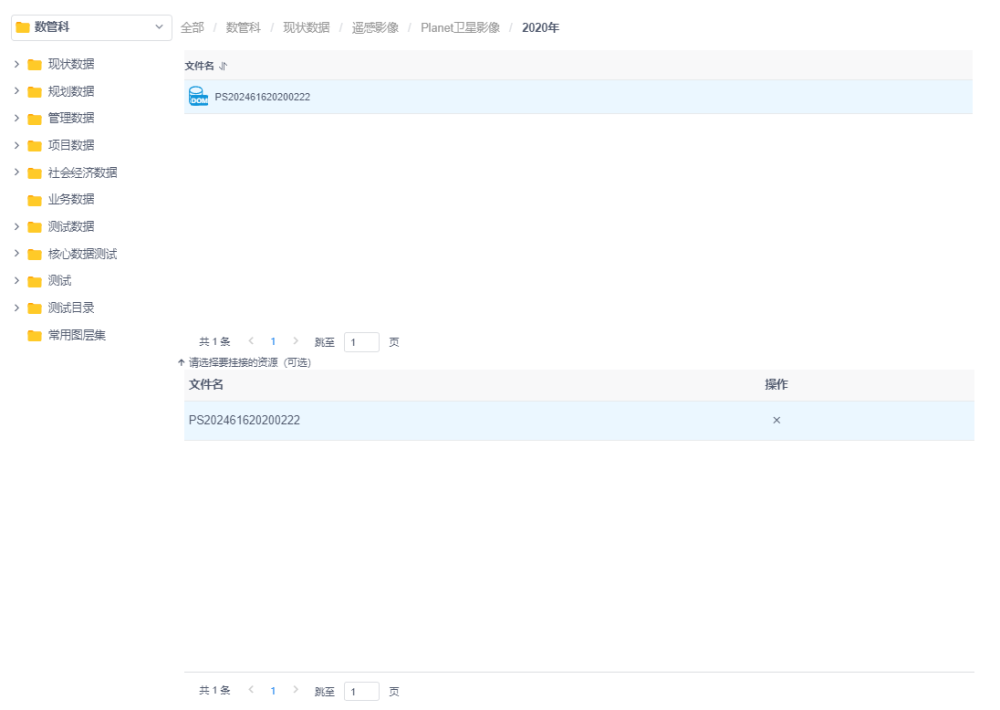 数管科
全部 / 数管科 / 现状数据 / 遥感影像 / Planet卫星影像 / 2020年
现状数据
规划数据
管理数据
项目数据
社会经济数据
业务数据
测试数据
核心数据测试
测试
测试目录
常用图层集
文件名
DOM PS202461620200222
共 1 条 < 1 > 跳至 1 页
请选择要挂接的资源 (可选)
文件名 操作
PS202461620200222 ×
共 1 条 < 1 > 跳至 1 页